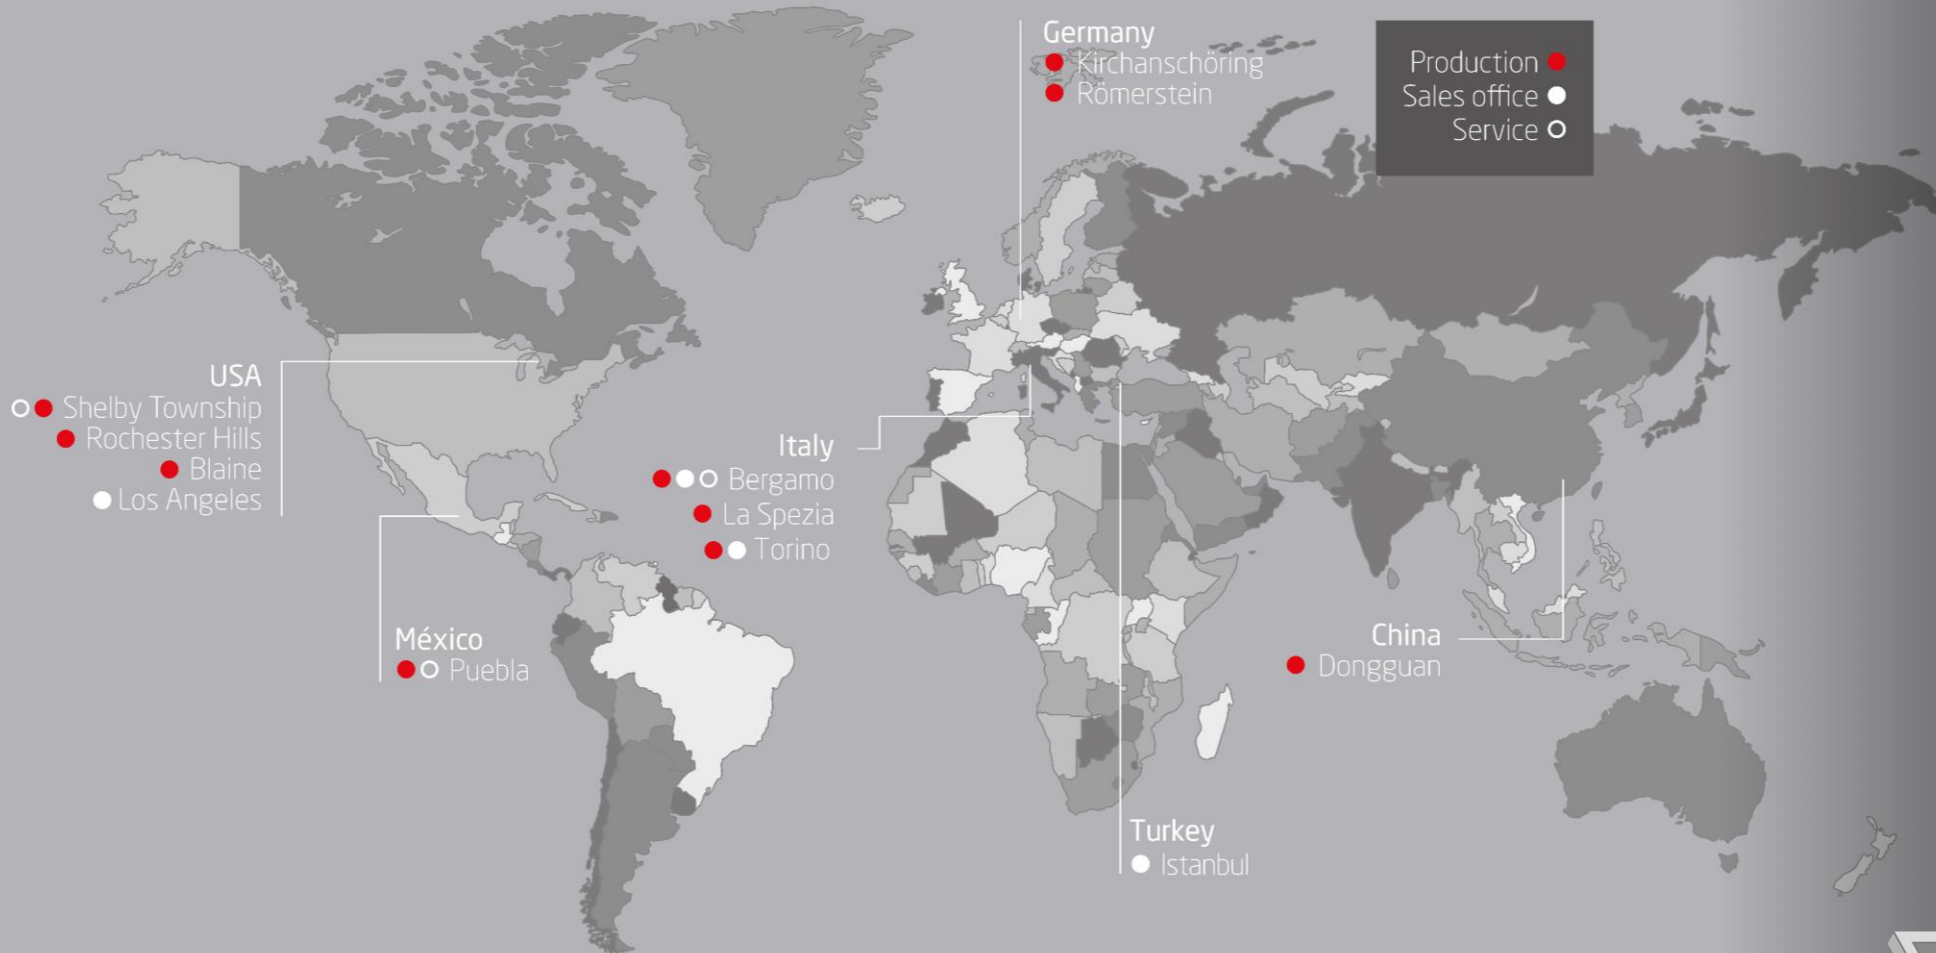 Germany
Kirchanschöring
Römerstein
Production
Sales office
Service
USA
Shelby Township
Rochester Hills
Blaine
Los Angeles
Italy
Bergamo
La Spezia
Torino
México
Puebla
China
Dongguan
Turkey
Istanbul